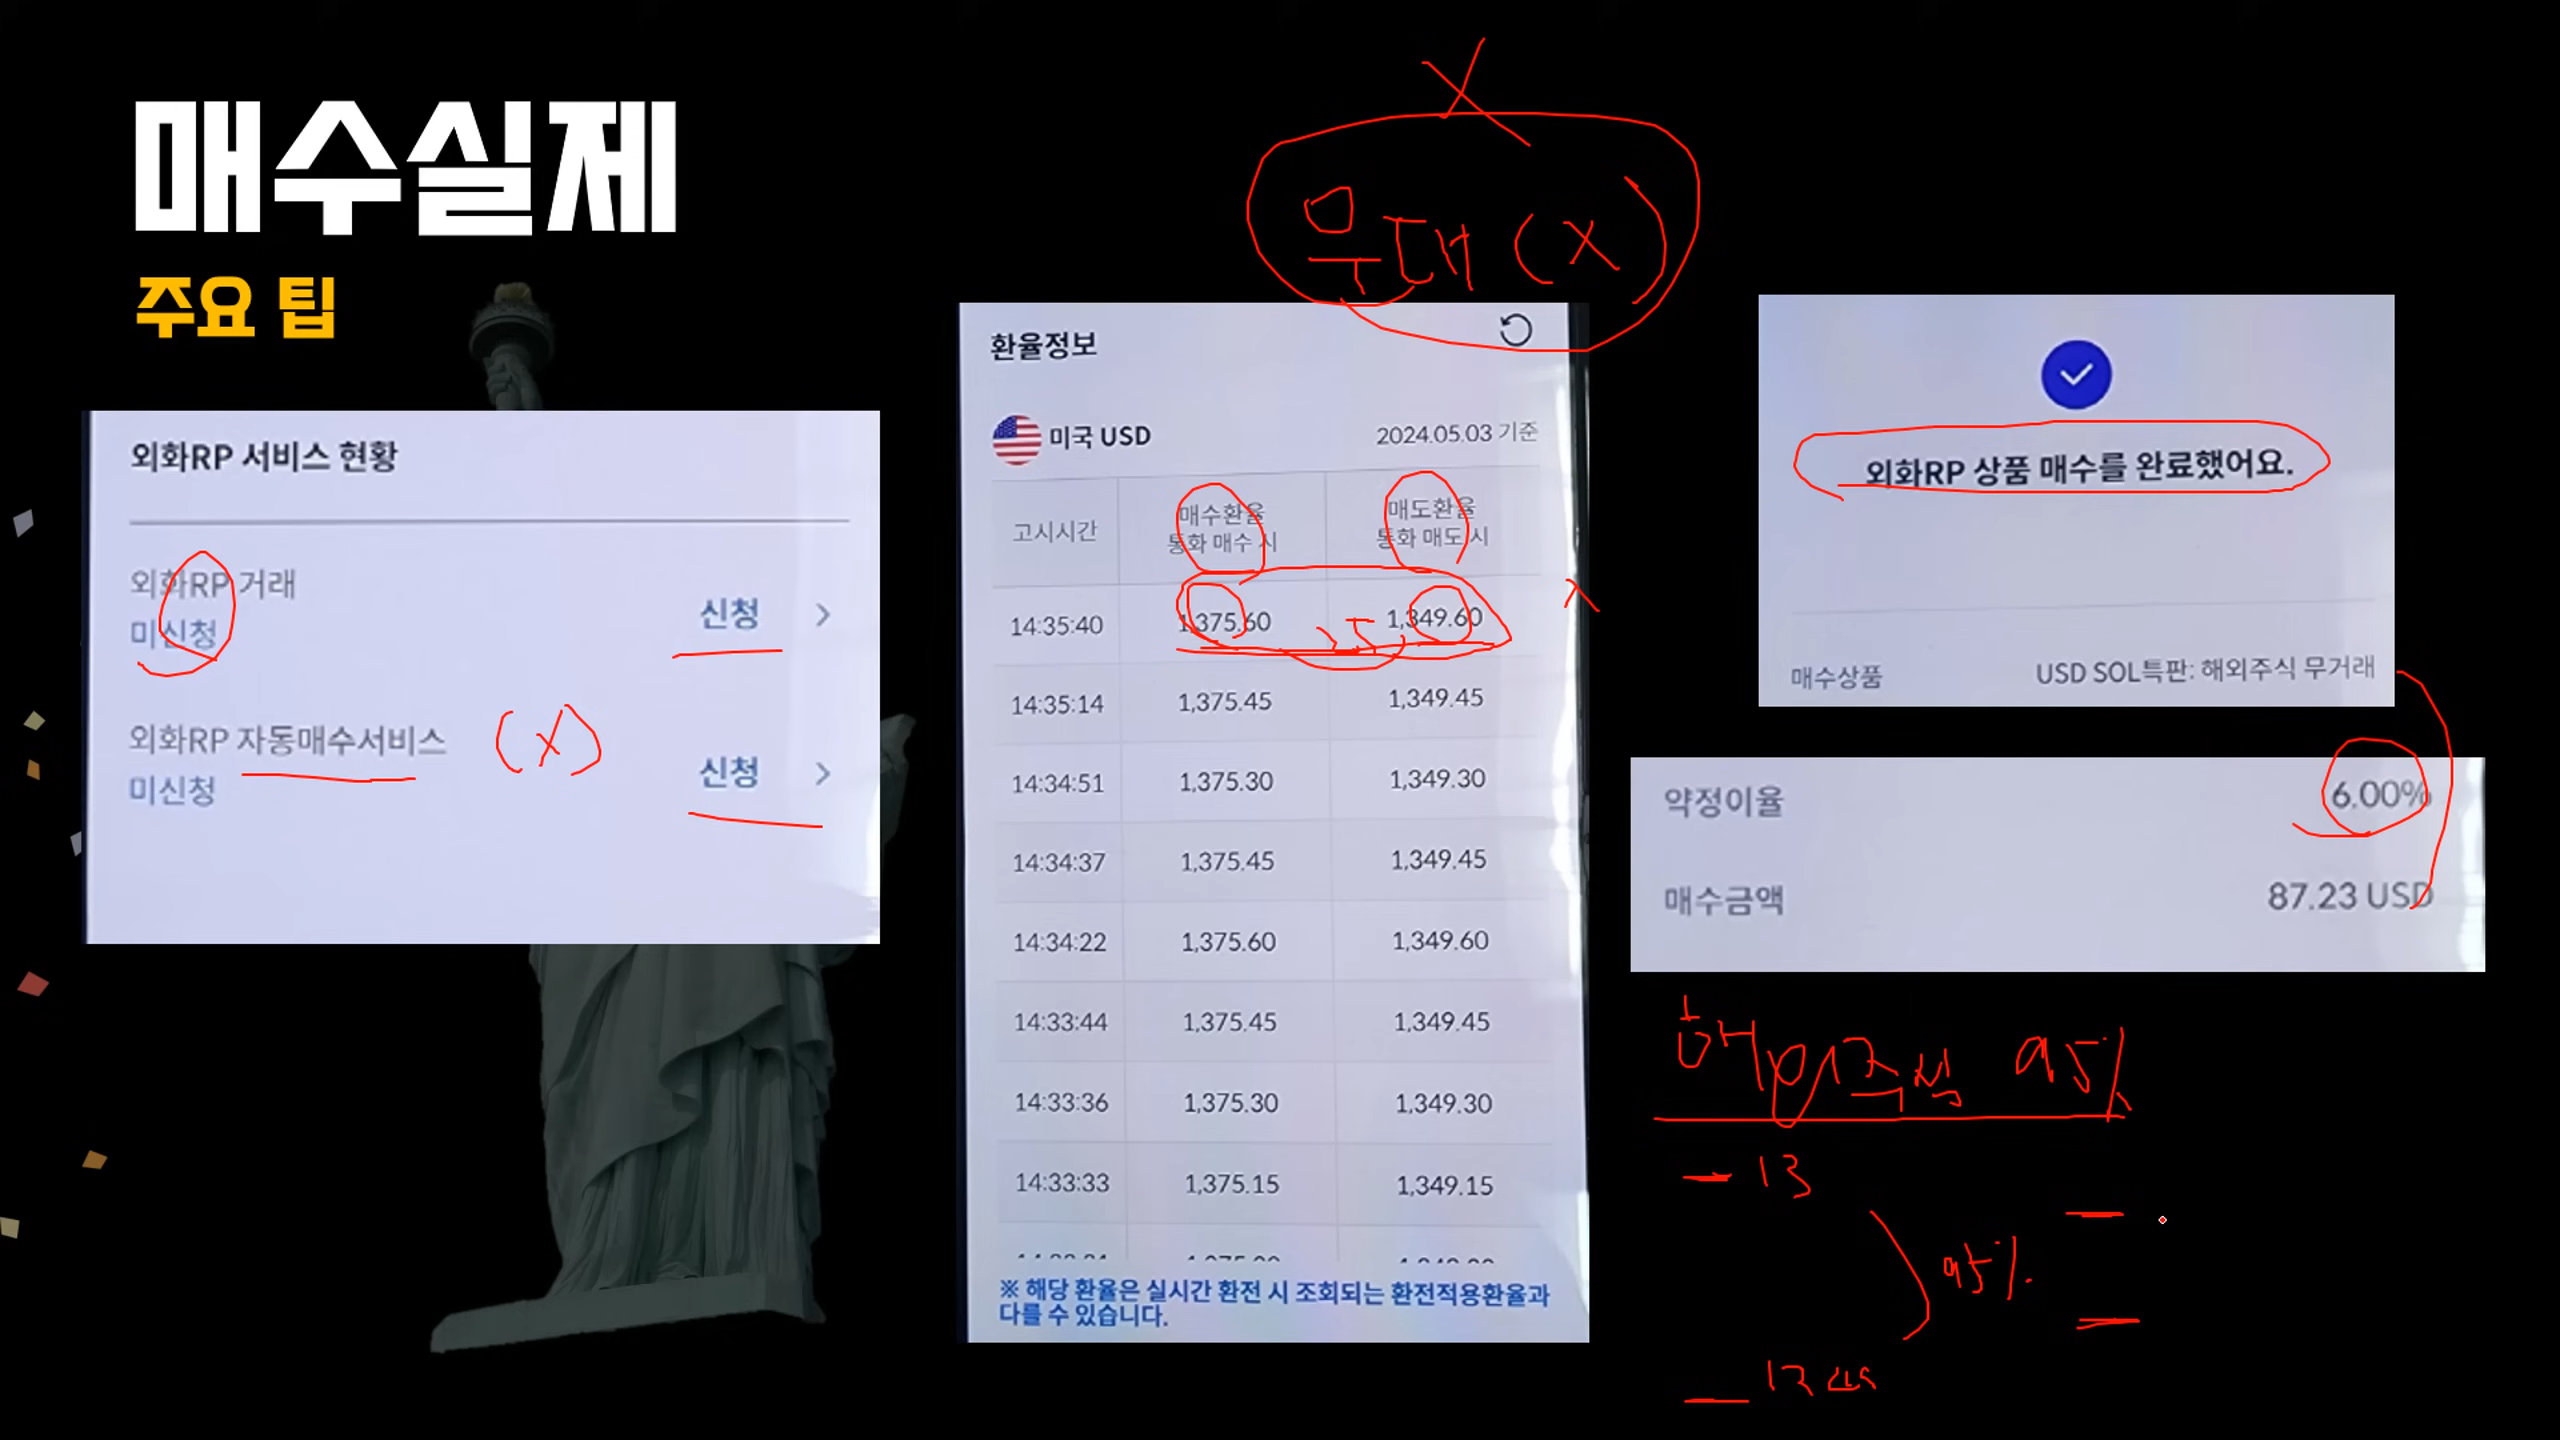 매수실제
주요 팁
외화RP 서비스 현황
외화RP 거래
미신청
신청
외화RP 자동매수서비스 (X)
미신청
신청
X
우대 (X)
환율정보
미국 USD
2024.05.03 기준
고시시간 매수환율 통화 매수 시 매도환율 통화 매도 시
14:35:40 1,375.60 1,349.60
25
14:35:14 1,375.45 1,349.45
14:34:51 1,375.30 1,349.30
14:34:37 1,375.45 1,349.45
14:34:22 1,375.60 1,349.60
14:33:44 1,375.45 1,349.45
14:33:36 1,375.30 1,349.30
14:33:33 1,375.15 1,349.15
※ 해당 환율은 실시간 환전 시 조회되는 환전적용환율과
다를 수 있습니다.
외화RP 상품 매수를 완료했어요.
매수상품 USD SOL특판: 해외주식 무거래
약정이율 6.00%
매수금액 87.23 USD
해외주식 95%
13
95%